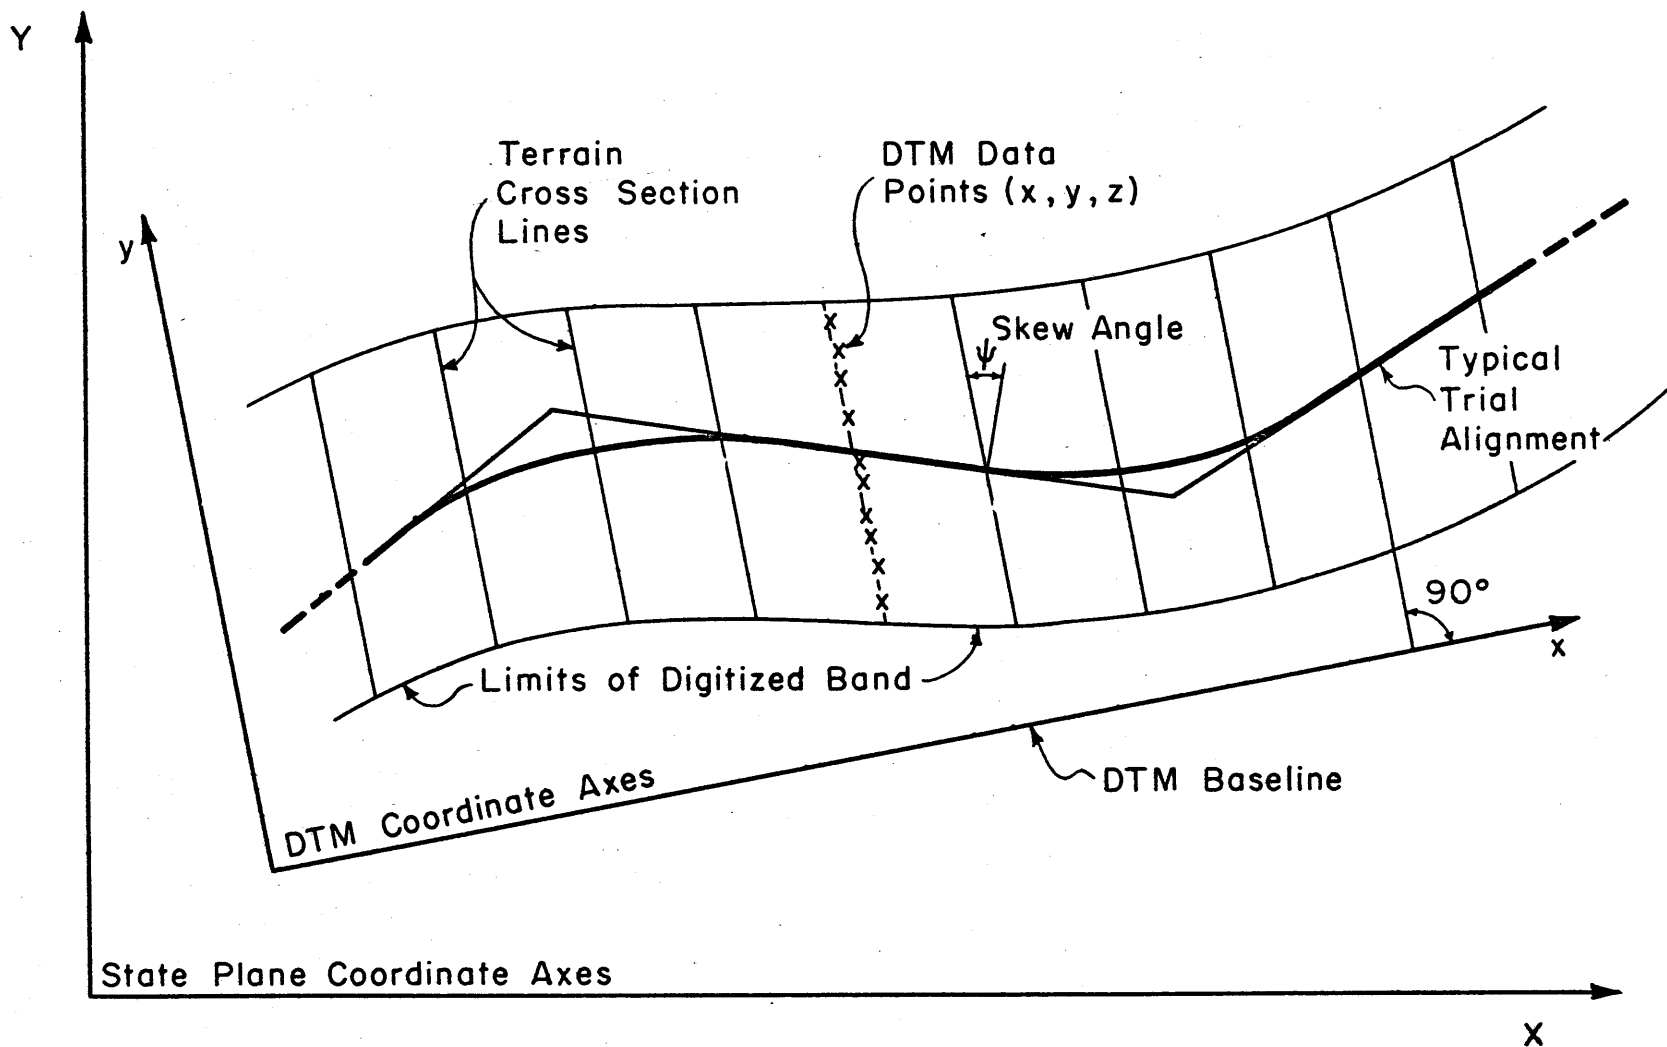 Y
Terrain
Cross Section
Lines
DTM Data
Points (x, y, z)
y
Skew Angle
ψ
Typical
Trial
Alignment
90°
x
Limits of Digitized Band
DTM Baseline
DTM Coordinate Axes
State Plane Coordinate Axes
X